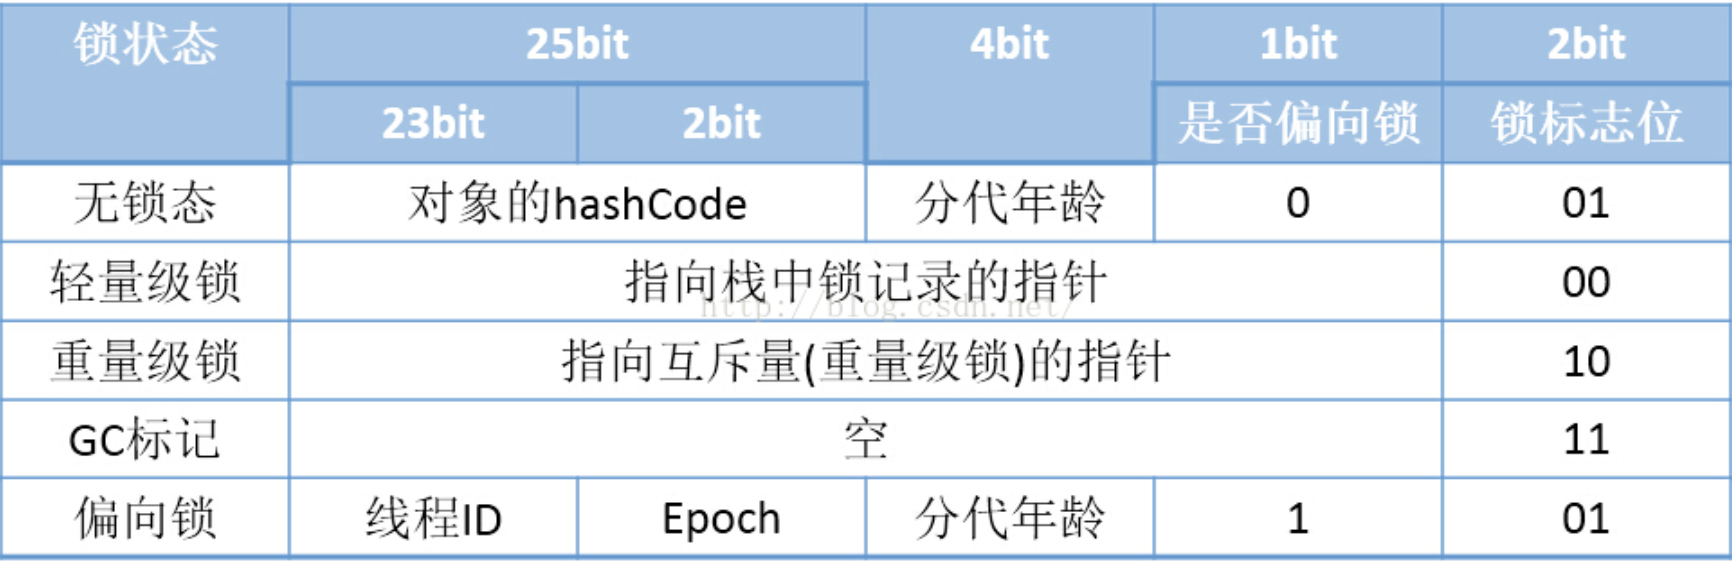 锁状态 25bit 4bit 1bit 2bit
23bit 2bit 是否偏向锁 锁标志位
无锁态 对象的hashCode 分代年龄 0 01
轻量级锁 指向栈中锁记录的指针 00
http://blog.csdn.net/
重量级锁 指向互斥量(重量级锁)的指针 10
GC标记 空 11
偏向锁 线程ID Epoch 分代年龄 1 01